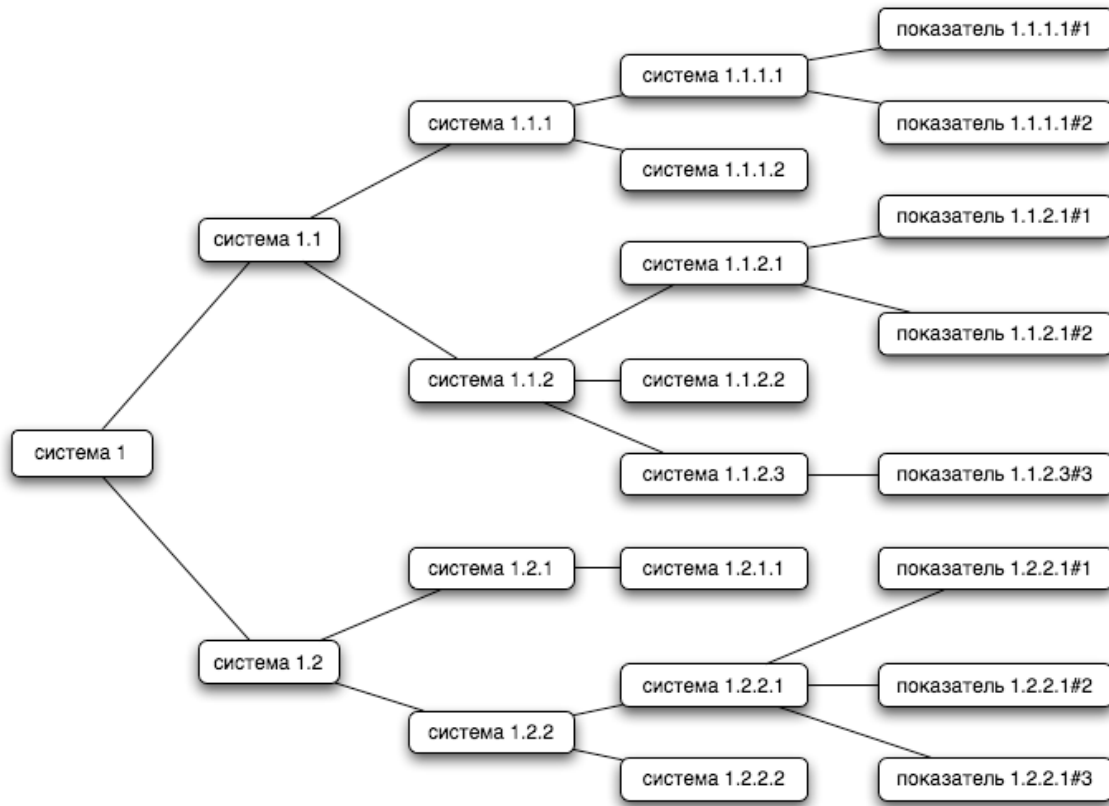 показатель 1.1.1.1#1
система 1.1.1.1
система 1.1.1
показатель 1.1.1.1#2
система 1.1.1.2
показатель 1.1.2.1#1
система 1.1
система 1.1.2.1
показатель 1.1.2.1#2
система 1.1.2
система 1.1.2.2
система 1
система 1.1.2.3
показатель 1.1.2.3#3
система 1.2.1
система 1.2.1.1
показатель 1.2.2.1#1
система 1.2
система 1.2.2.1
показатель 1.2.2.1#2
система 1.2.2
система 1.2.2.2
показатель 1.2.2.1#3